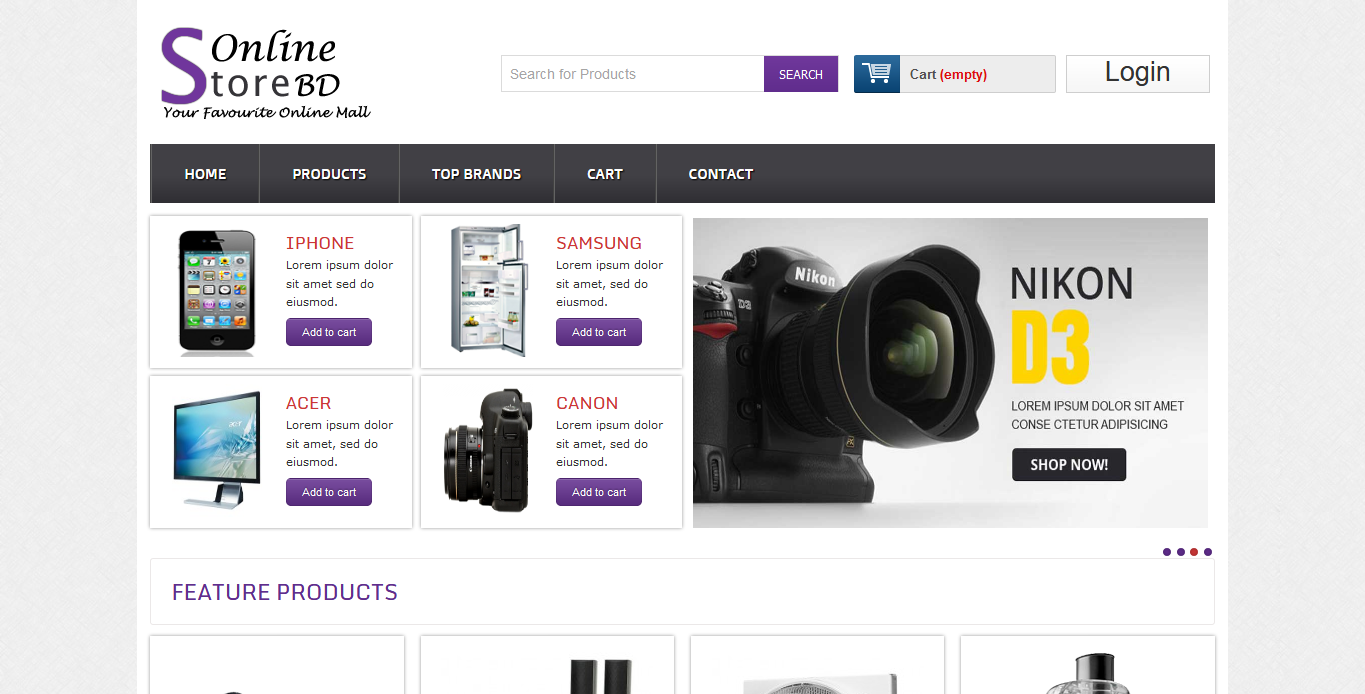 Online
Store BD
Your Favourite Online Mall
Search for Products
SEARCH
Cart (empty)
Login
HOME
PRODUCTS
TOP BRANDS
CART
CONTACT
IPHONE
Lorem ipsum dolor
sit amet sed do
eiusmod.
Add to cart
SAMSUNG
Lorem ipsum dolor
sit amet, sed do
eiusmod.
Add to cart
ACER
Lorem ipsum dolor
sit amet, sed do
eiusmod.
Add to cart
acer
CANON
Lorem ipsum dolor
sit amet, sed do
eiusmod.
Add to cart
Nikon
D3
NIKON
D3
LOREM IPSUM DOLOR SIT AMET
CONSE CTETUR ADIPISICING
SHOP NOW!
FEATURE PRODUCTS